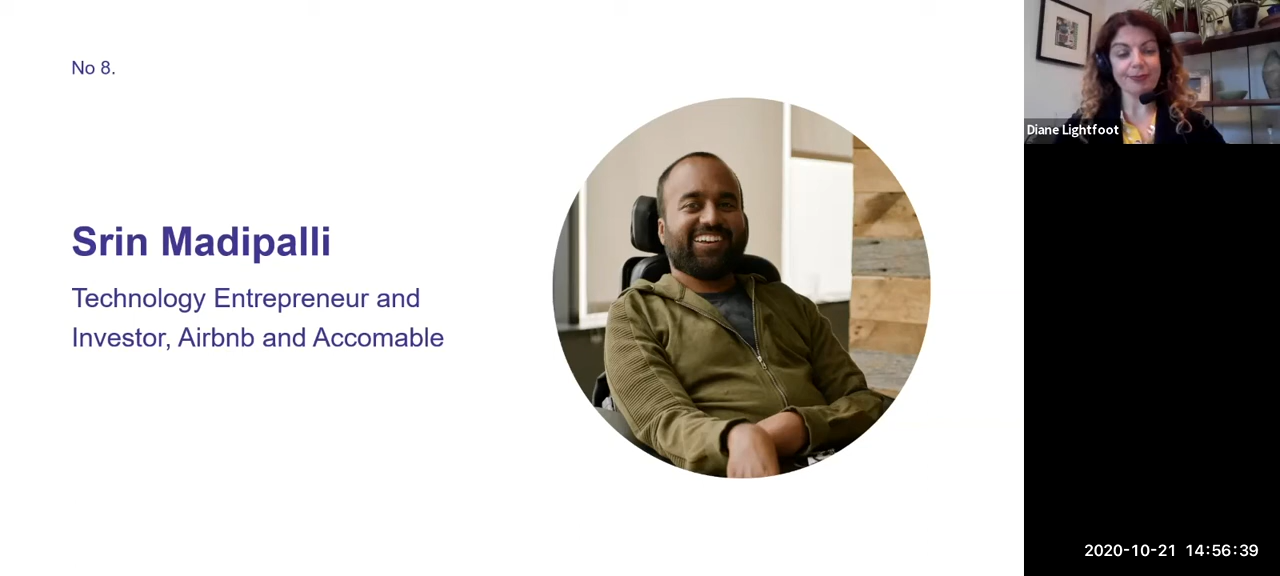 No 8.
Srin Madipalli
Technology Entrepreneur and
Investor, Airbnb and Accomable
Diane Lightfoot
2020-10-21 14:56:39